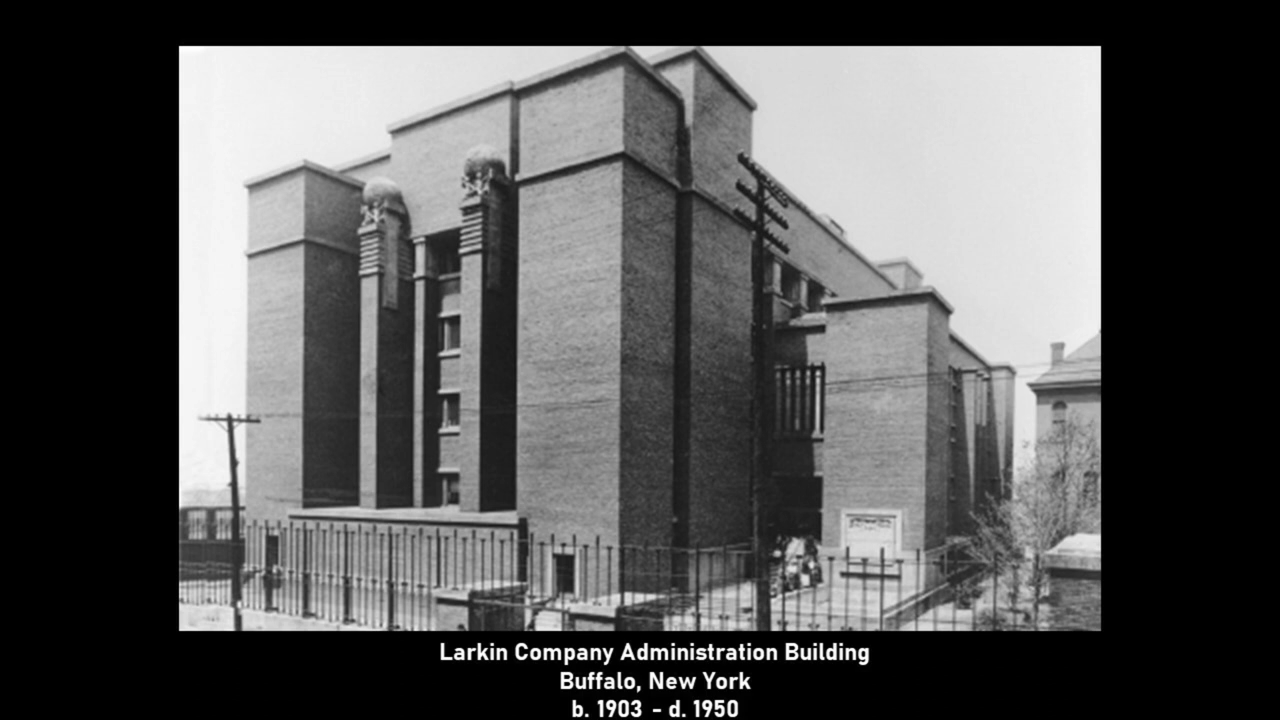 Larkin Company Administration Building
Buffalo, New York
b. 1903 - d. 1950